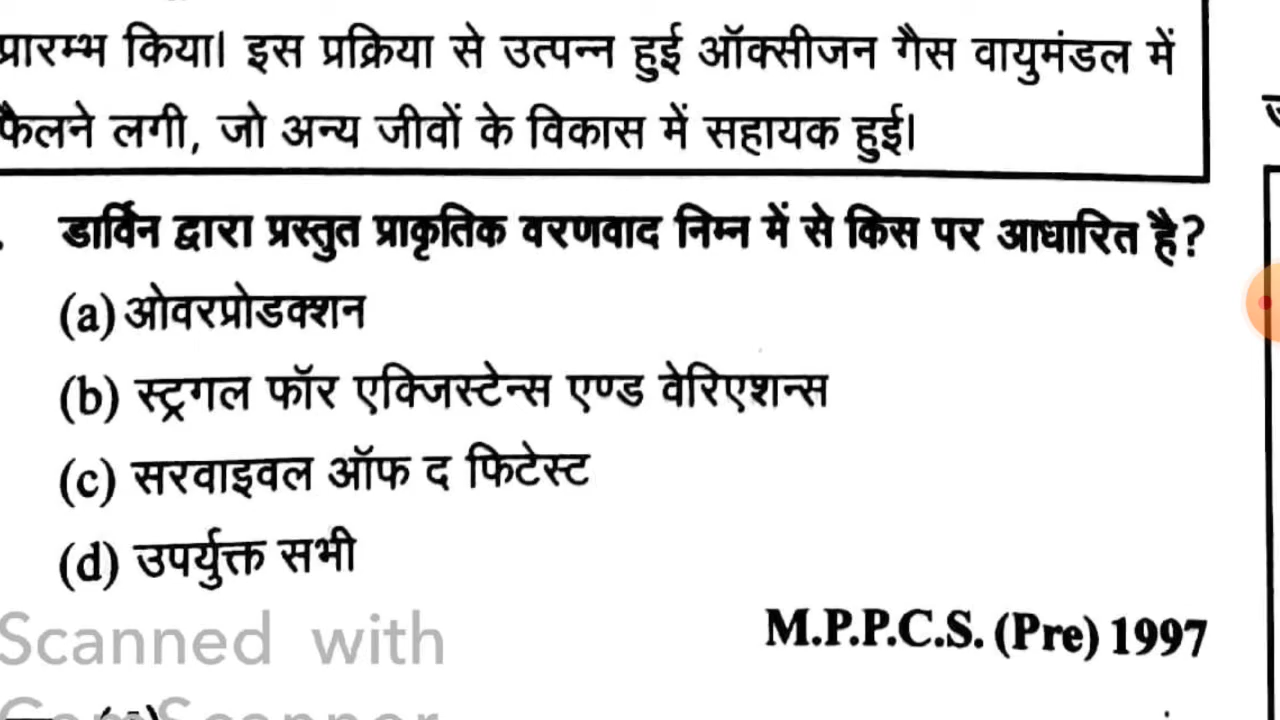 प्रारम्भ किया। इस प्रक्रिया से उत्पन्न हुई ऑक्सीजन गैस वायुमंडल में
फैलने लगी, जो अन्य जीवों के विकास में सहायक हुई।
डार्विन द्वारा प्रस्तुत प्राकृतिक वरणवाद निम्न में से किस पर आधारित है?
(a) ओवरप्रोडक्शन
(b) स्ट्रगल फॉर एक्जिस्टेन्स एण्ड वेरिएशन्स
(c) सरवाइवल ऑफ द फिटेस्ट
(d) उपर्युक्त सभी
M.P.P.C.S. (Pre) 1997
Scanned with
CamScanner